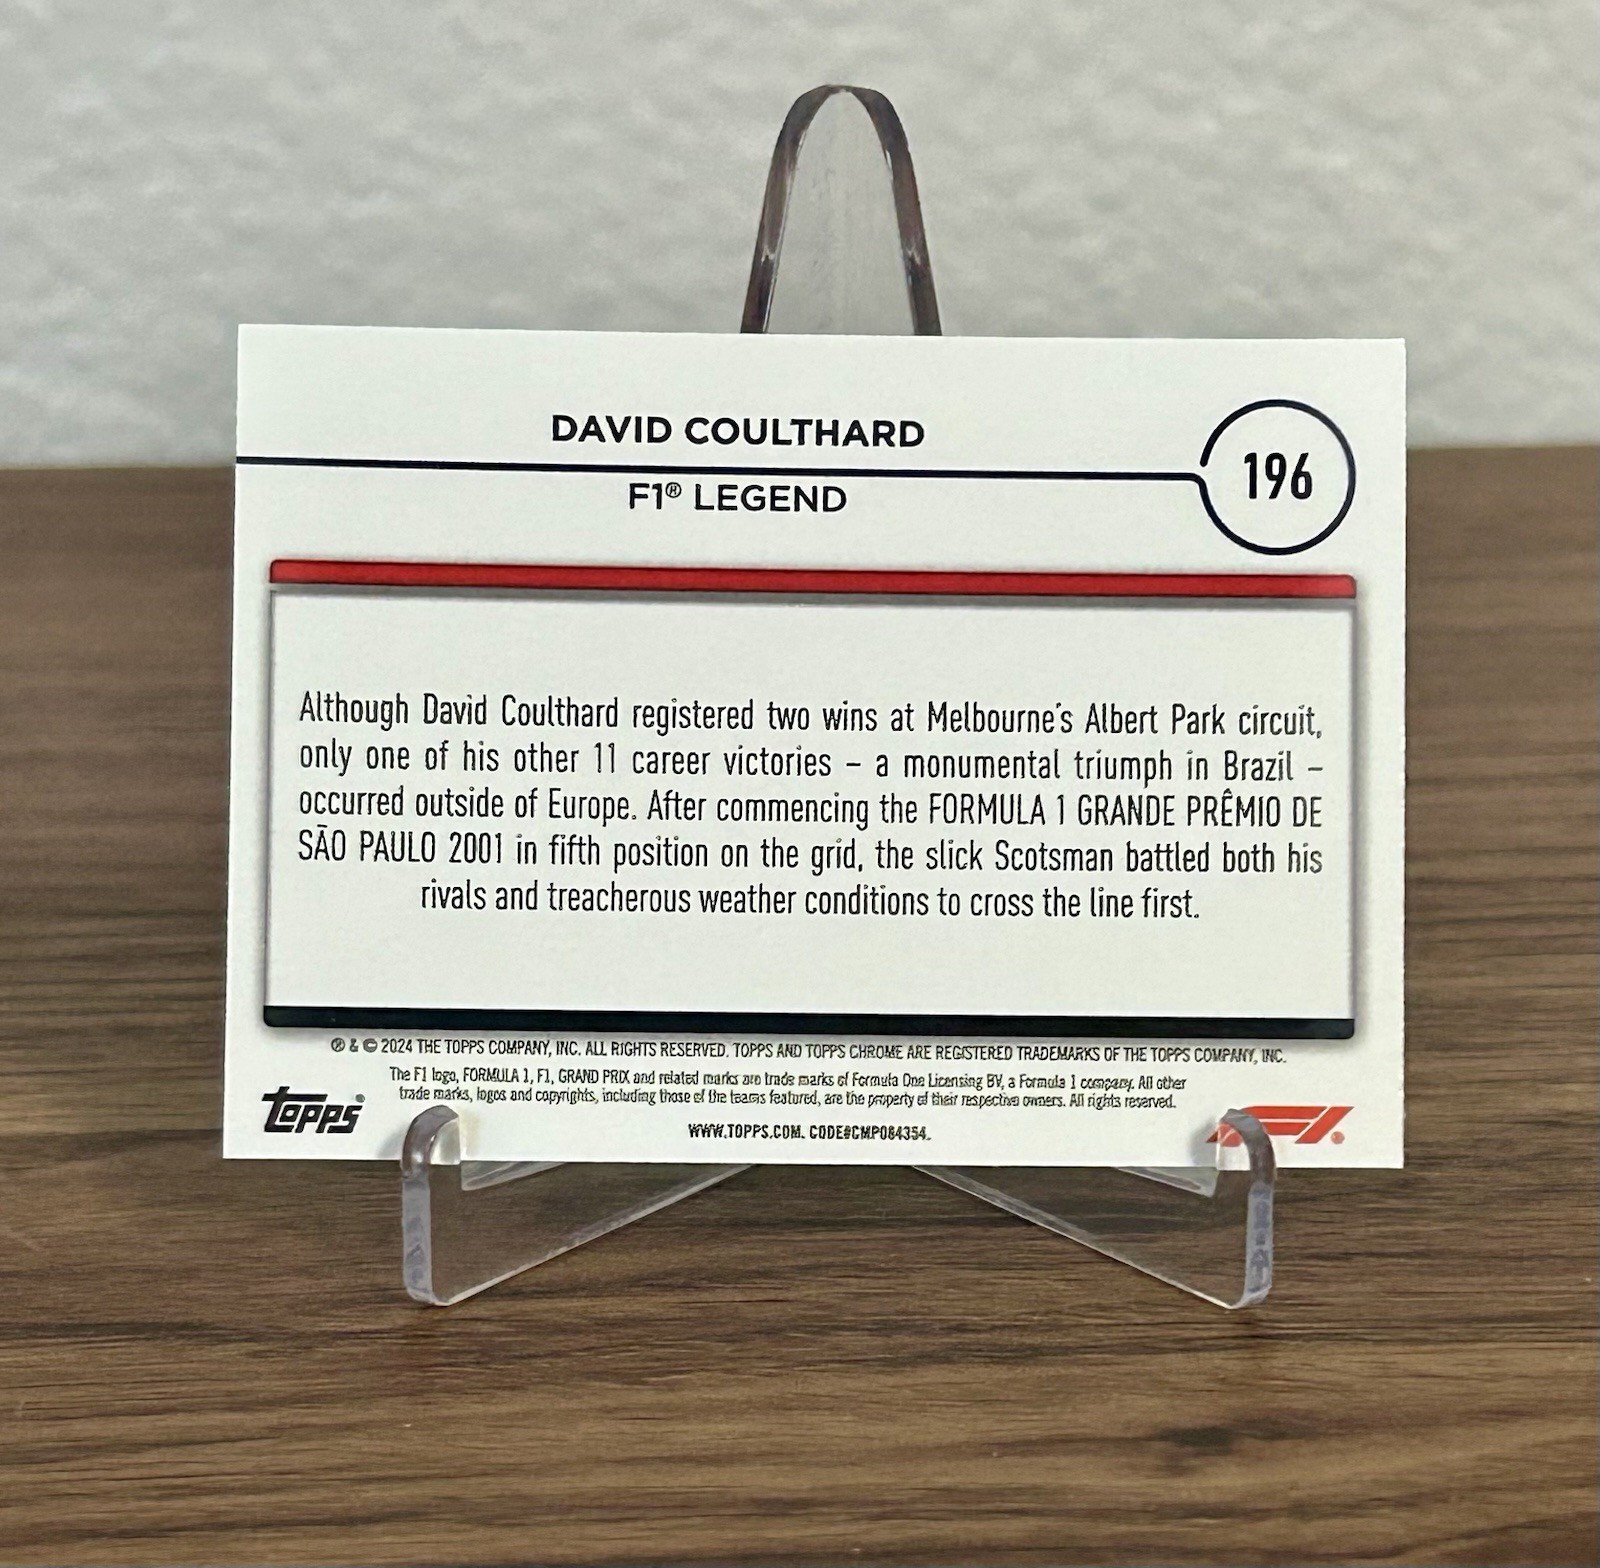 DAVID COULTHARD
196
F1® LEGEND
Although David Coulthard registered two wins at Melbourne's Albert Park circuit,
only one of his other 11 career victories – a monumental triumph in Brazil –
occurred outside of Europe. After commencing the FORMULA 1 GRANDE PRÊMIO DE
SÃO PAULO 2001 in fifth position on the grid, the slick Scotsman battled both his
rivals and treacherous weather conditions to cross the line first.
® & © 2024 THE TOPPS COMPANY, INC. ALL RIGHTS RESERVED. TOPPS AND TOPPS CHROME ARE REGISTERED TRADEMARKS OF THE TOPPS COMPANY, INC.
The F1 logo, FORMULA 1, F1, GRAND PRIX and related marks are trade marks of Formula One Licensing BV, a Formula 1 company. All other
trade marks, logos and copyrights, including those of the teams featured, are the property of their respective owners. All rights reserved.
topps®
WWW.TOPPS.COM. CODE#CMP084354.
F1